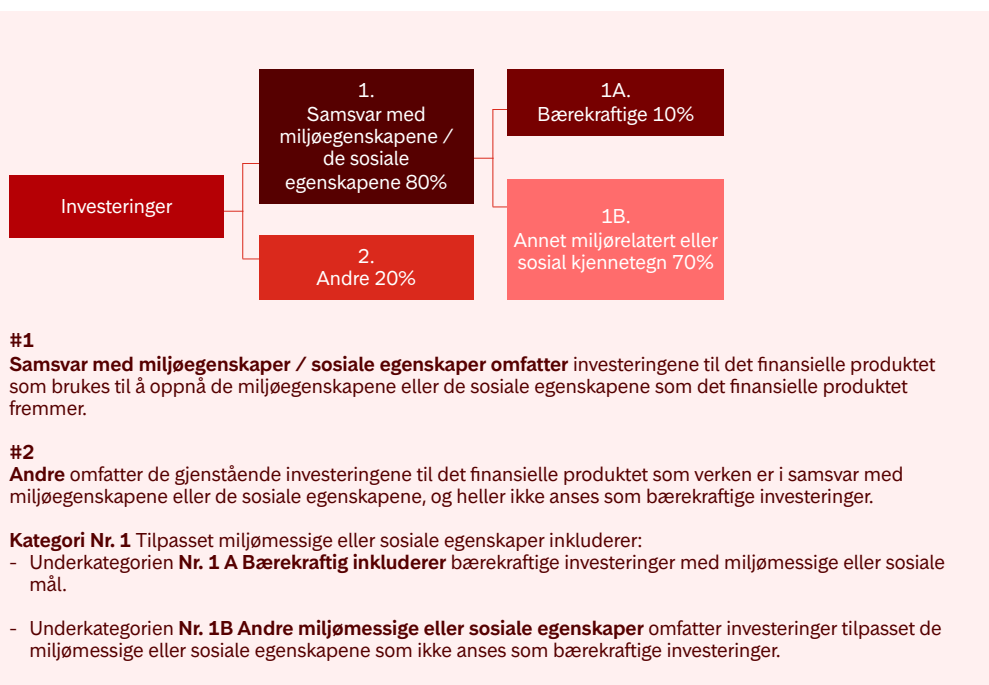 Investeringer
1.
Samsvar med
miljøegenskapene /
de sosiale
egenskapene 80%
2.
Andre 20%
1A.
Bærekraftige 10%
1B.
Annet miljørelatert eller
sosial kjennetegn 70%
#1
Samsvar med miljøegenskaper / sosiale egenskaper omfatter investeringene til det finansielle produktet
som brukes til å oppnå de miljøegenskapene eller de sosiale egenskapene som det finansielle produktet
fremmer.
#2
Andre omfatter de gjenstående investeringene til det finansielle produktet som verken er i samsvar med
miljøegenskapene eller de sosiale egenskapene, og heller ikke anses som bærekraftige investeringer.
Kategori Nr. 1 Tilpasset miljømessige eller sosiale egenskaper inkluderer:
- Underkategorien Nr. 1 A Bærekraftig inkluderer bærekraftige investeringer med miljømessige eller sosiale
mål.
- Underkategorien Nr. 1B Andre miljømessige eller sosiale egenskaper omfatter investeringer tilpasset de
miljømessige eller sosiale egenskapene som ikke anses som bærekraftige investeringer.